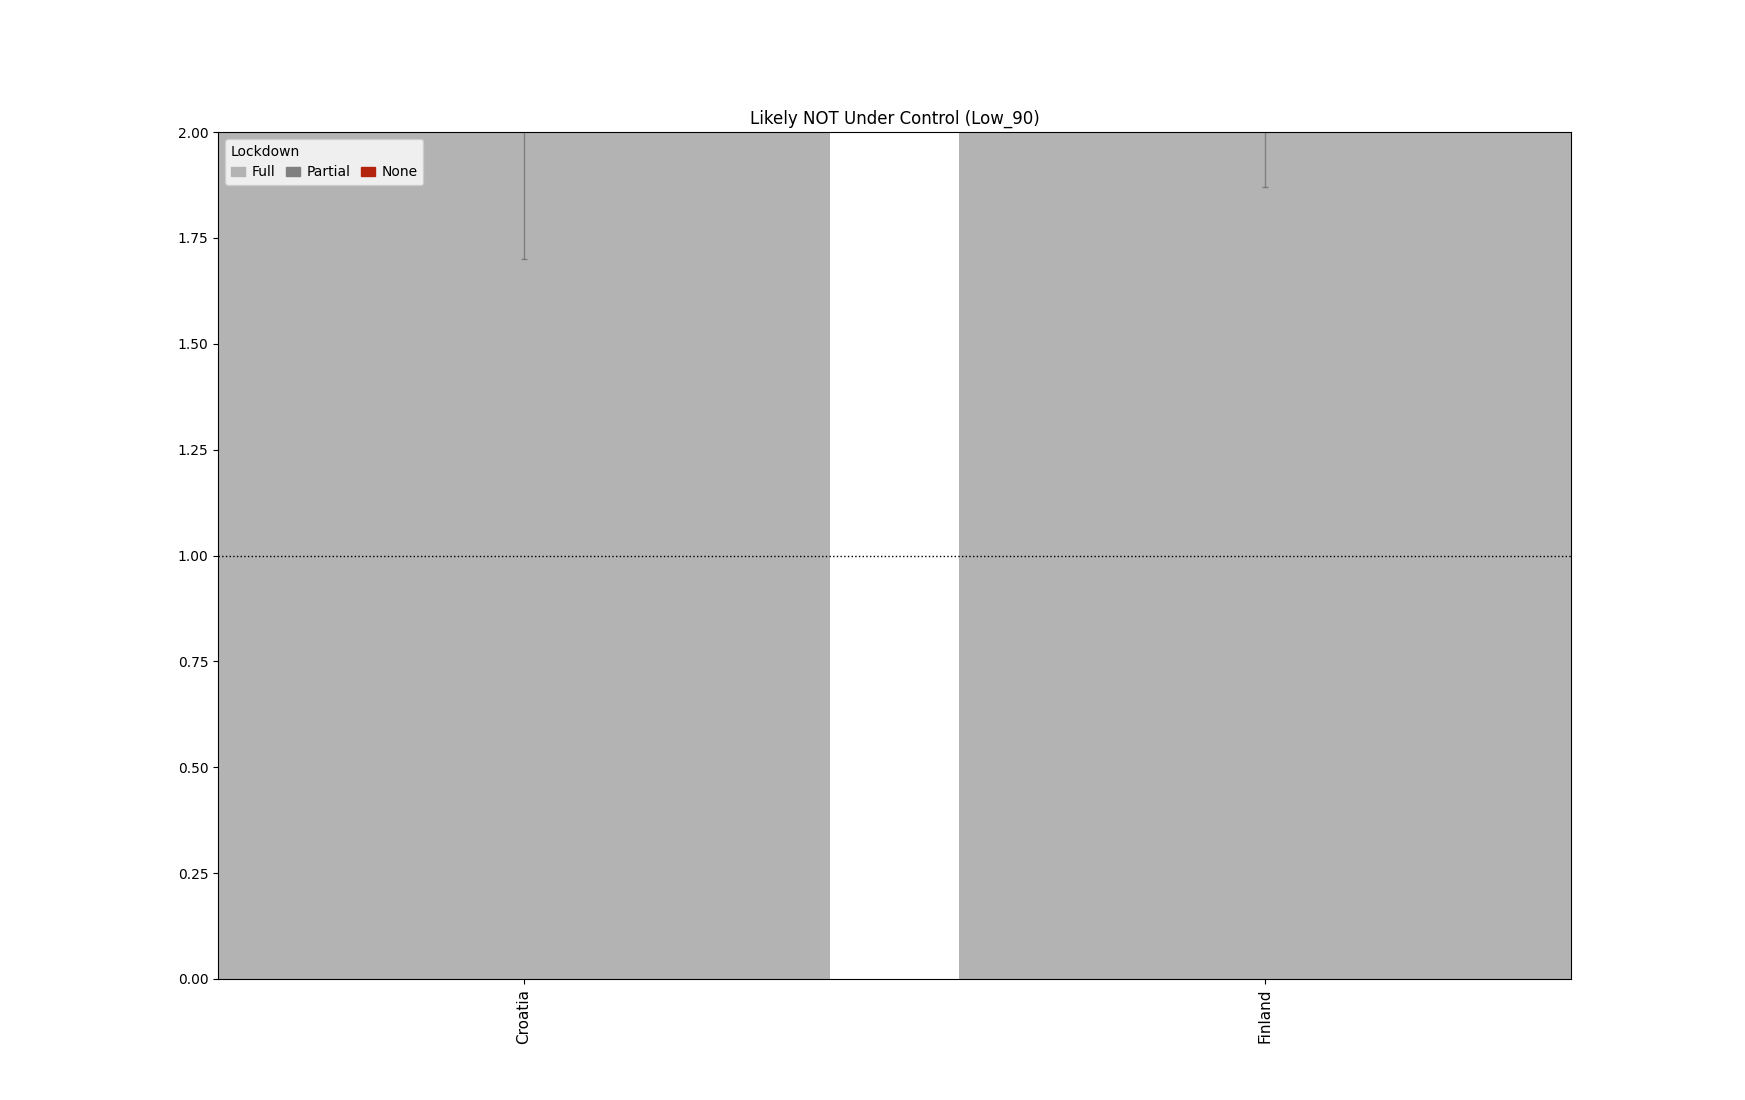 Likely NOT Under Control (Low_90)
Lockdown
Full Partial None
2.00
1.75
1.50
1.25
1.00
0.75
0.50
0.25
0.00
Croatia
Finland